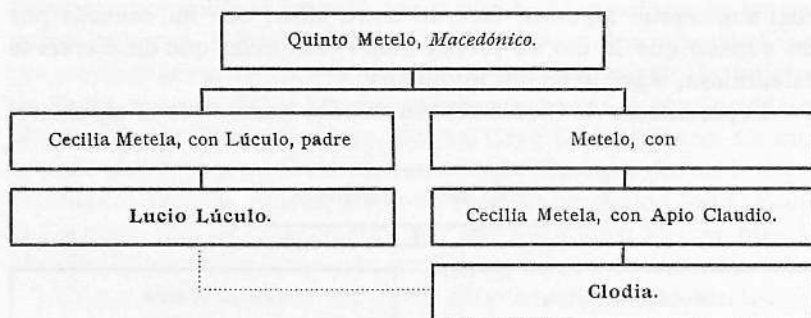 Quinto Metelo, Macedónico.
Cecilia Metela, con Lúculo, padre
Metelo, con
Lucio Lúculo.
Cecilia Metela, con Apio Claudio.
Clodia.